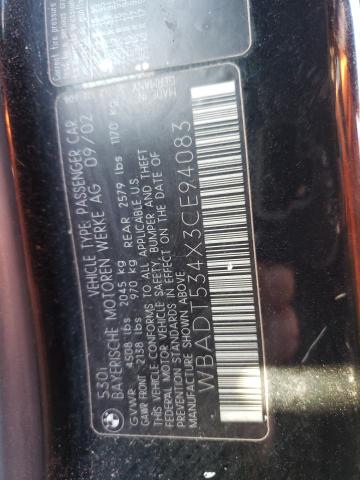 MADE IN
GERMANY
530i
VEHICLE TYPE: PASSENGER CAR
BAYERISCHE MOTOREN WERKE AG 09/02
GVWR 4508 lbs 2045 kg
GAWR FRONT 2138 lbs 970 kg REAR 2579 lbs 1170 kg
THIS VEHICLE CONFORMS TO ALL APPLICABLE US
FEDERAL MOTOR VEHICLE SAFETY, BUMPER AND THEFT
PREVENTION STANDARDS IN EFFECT ON THE DATE OF
MANUFACTURE SHOWN ABOVE
WBADT534X3CE94083